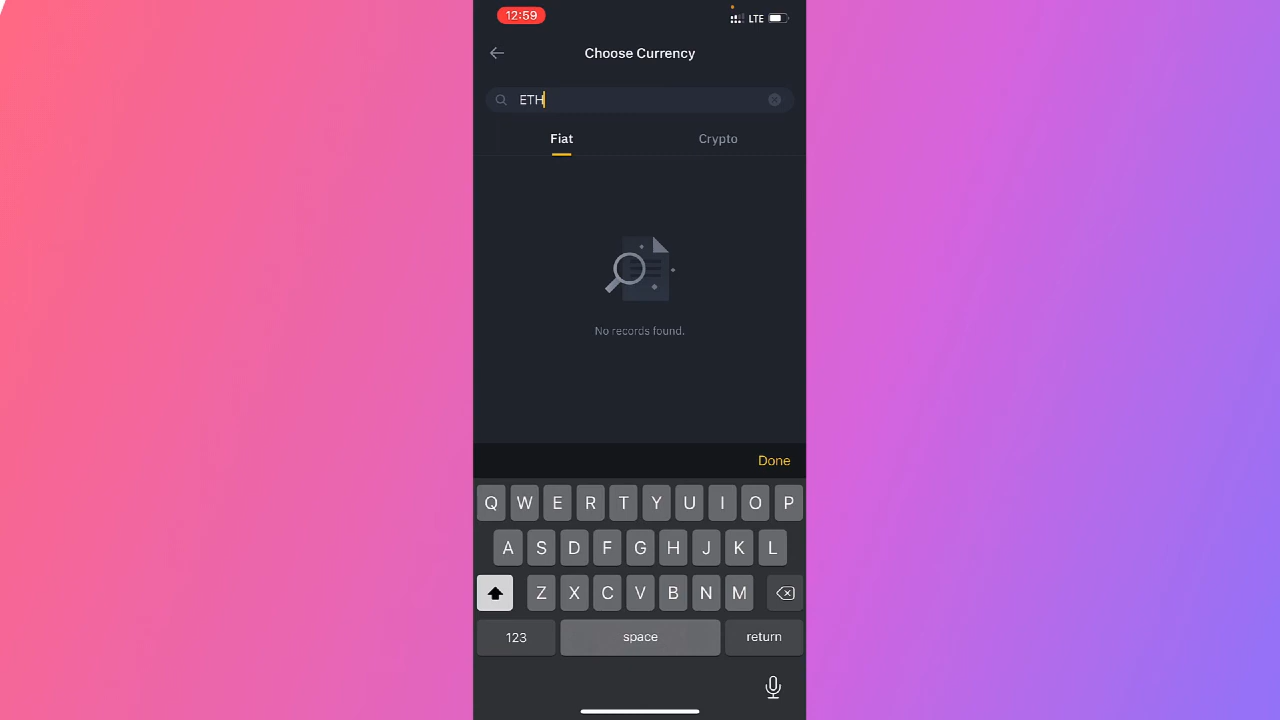 12:59
LTE
Choose Currency
ETH
Fiat Crypto
No records found.
Done
Q W E R T Y U I O P
A S D F G H J K L
Z X C V B N M
123 space return